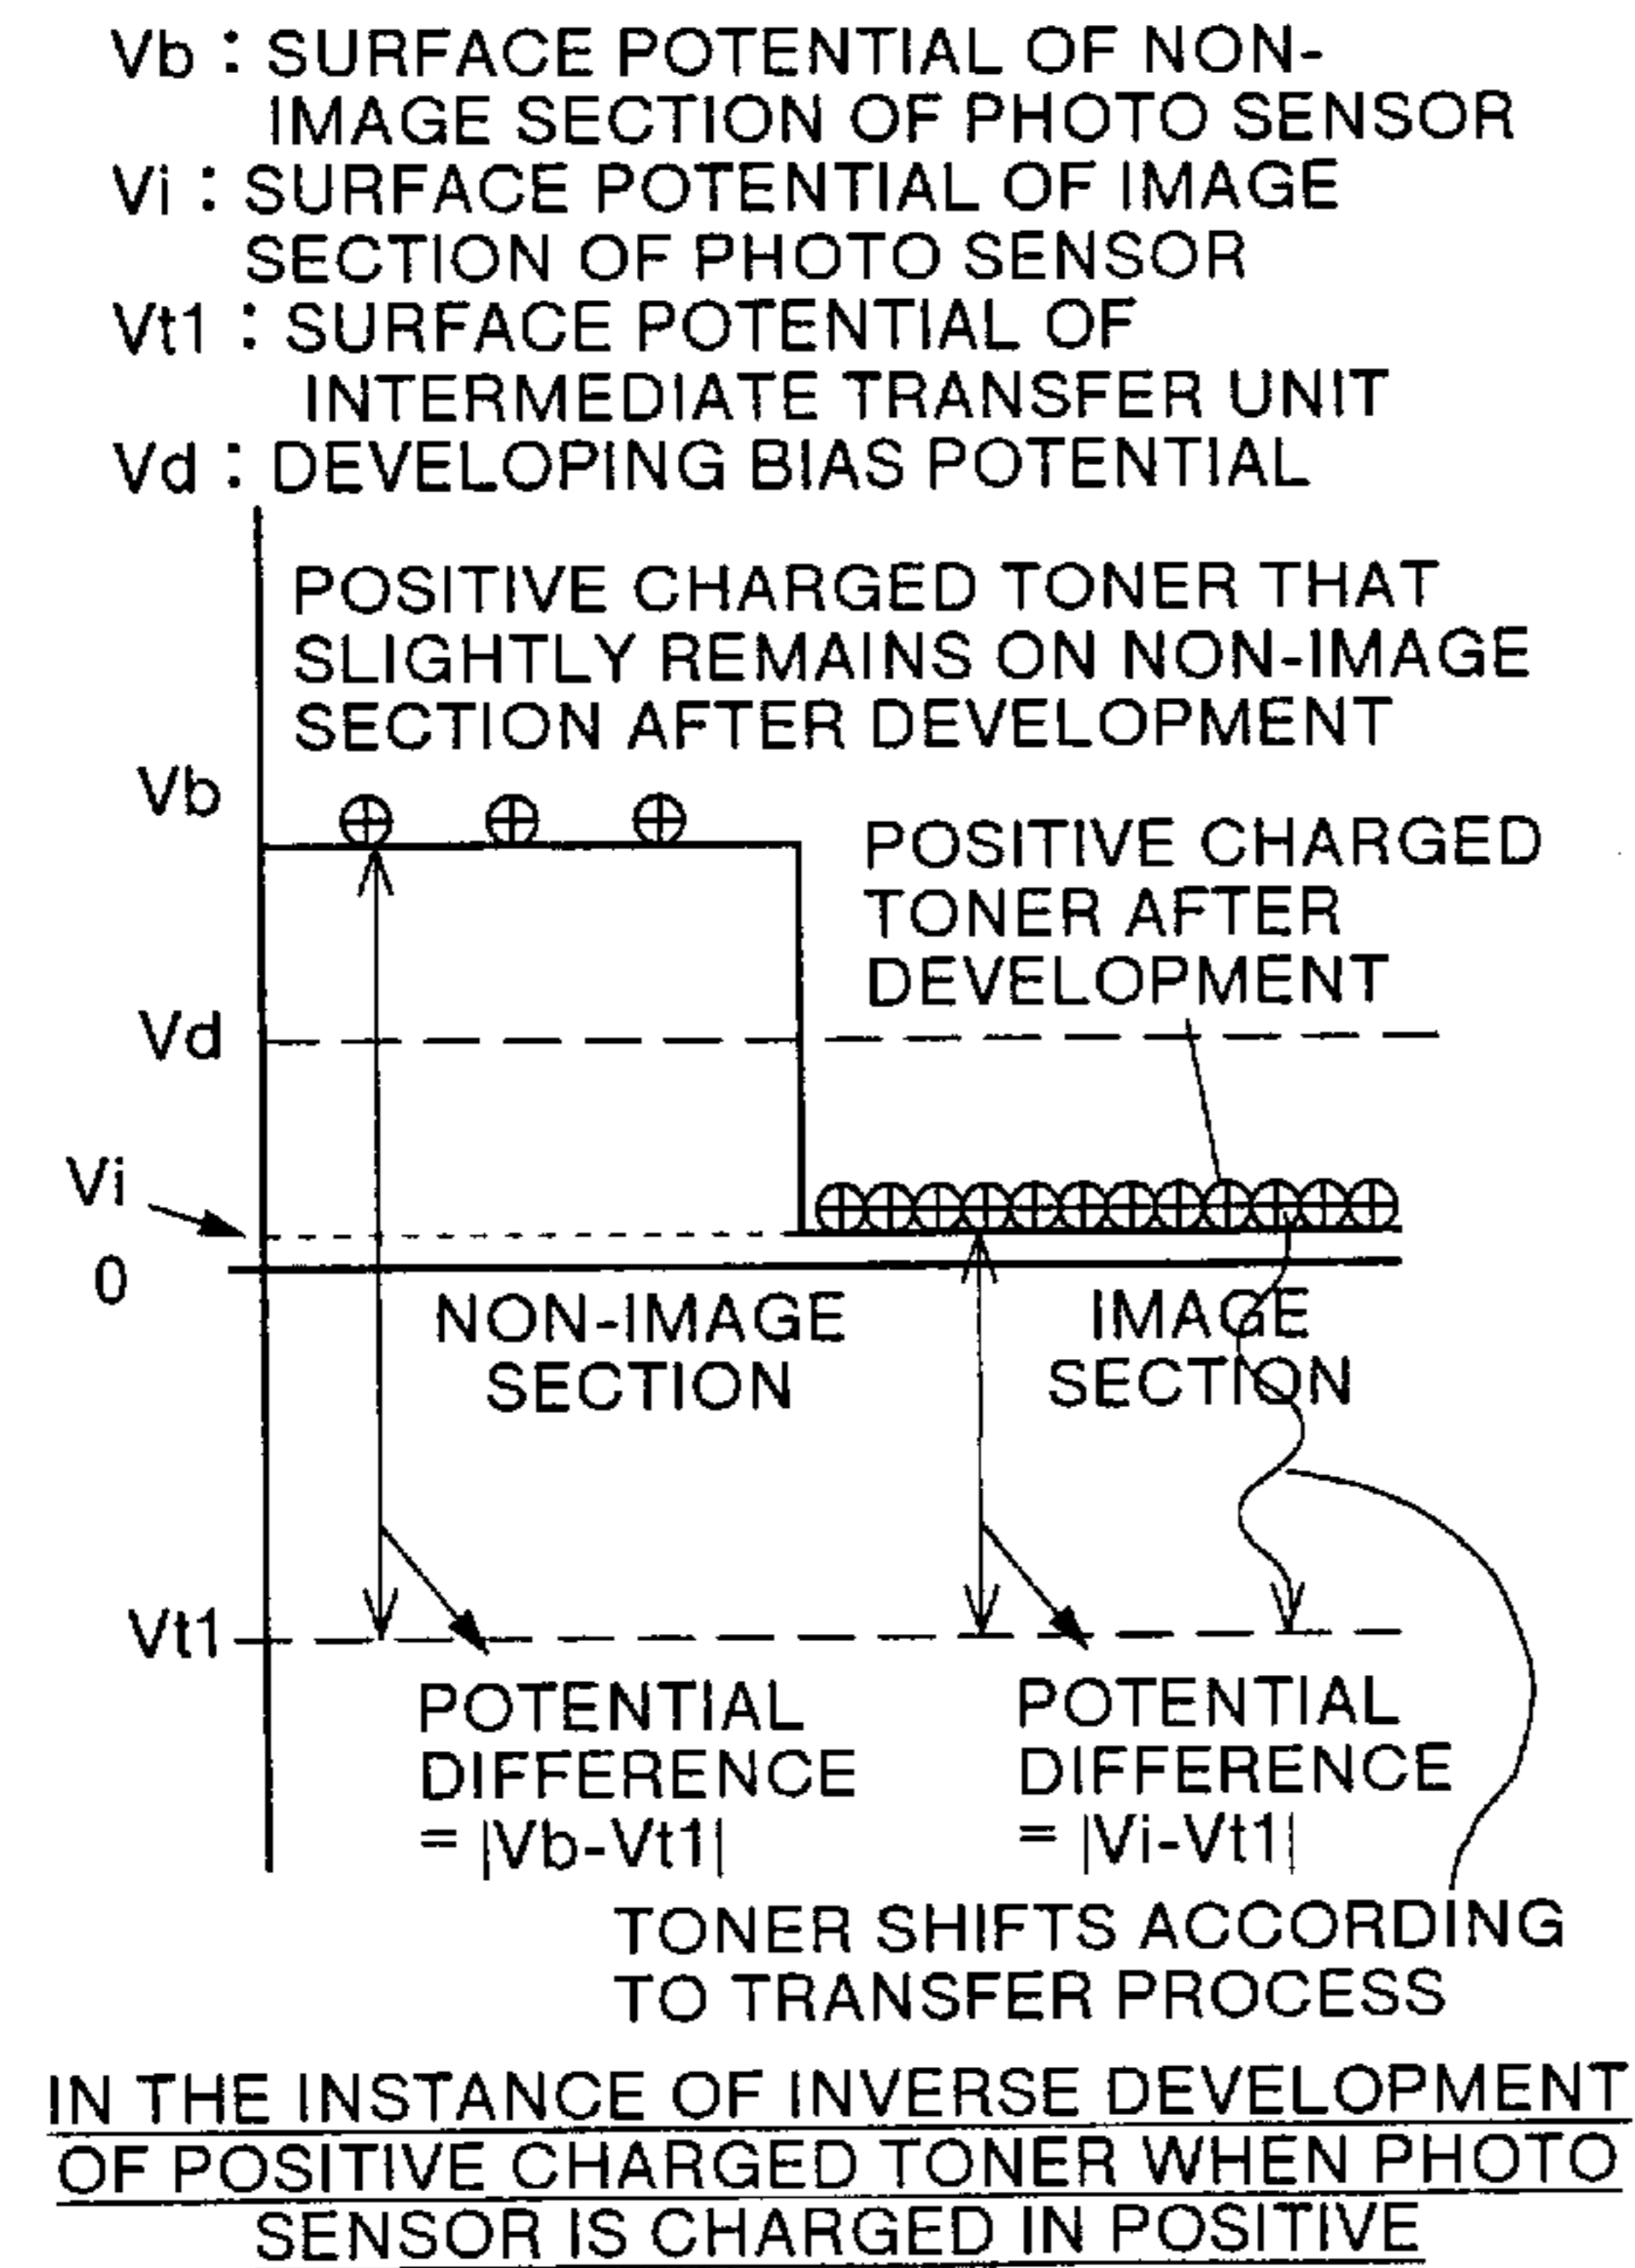 Vb : SURFACE POTENTIAL OF NON-
IMAGE SECTION OF PHOTO SENSOR
Vi : SURFACE POTENTIAL OF IMAGE
SECTION OF PHOTO SENSOR
Vt1 : SURFACE POTENTIAL OF
INTERMEDIATE TRANSFER UNIT
Vd : DEVELOPING BIAS POTENTIAL
POSITIVE CHARGED TONER THAT
SLIGHTLY REMAINS ON NON-IMAGE
SECTION AFTER DEVELOPMENT
Vb
POSITIVE CHARGED
TONER AFTER
DEVELOPMENT
Vd
Vi
0
NON-IMAGE
SECTION
IMAGE
SECTION
Vt1
POTENTIAL
DIFFERENCE
= |Vb-Vt1|
POTENTIAL
DIFFERENCE
= |Vi-Vt1|
TONER SHIFTS ACCORDING
TO TRANSFER PROCESS
IN THE INSTANCE OF INVERSE DEVELOPMENT
OF POSITIVE CHARGED TONER WHEN PHOTO
SENSOR IS CHARGED IN POSITIVE